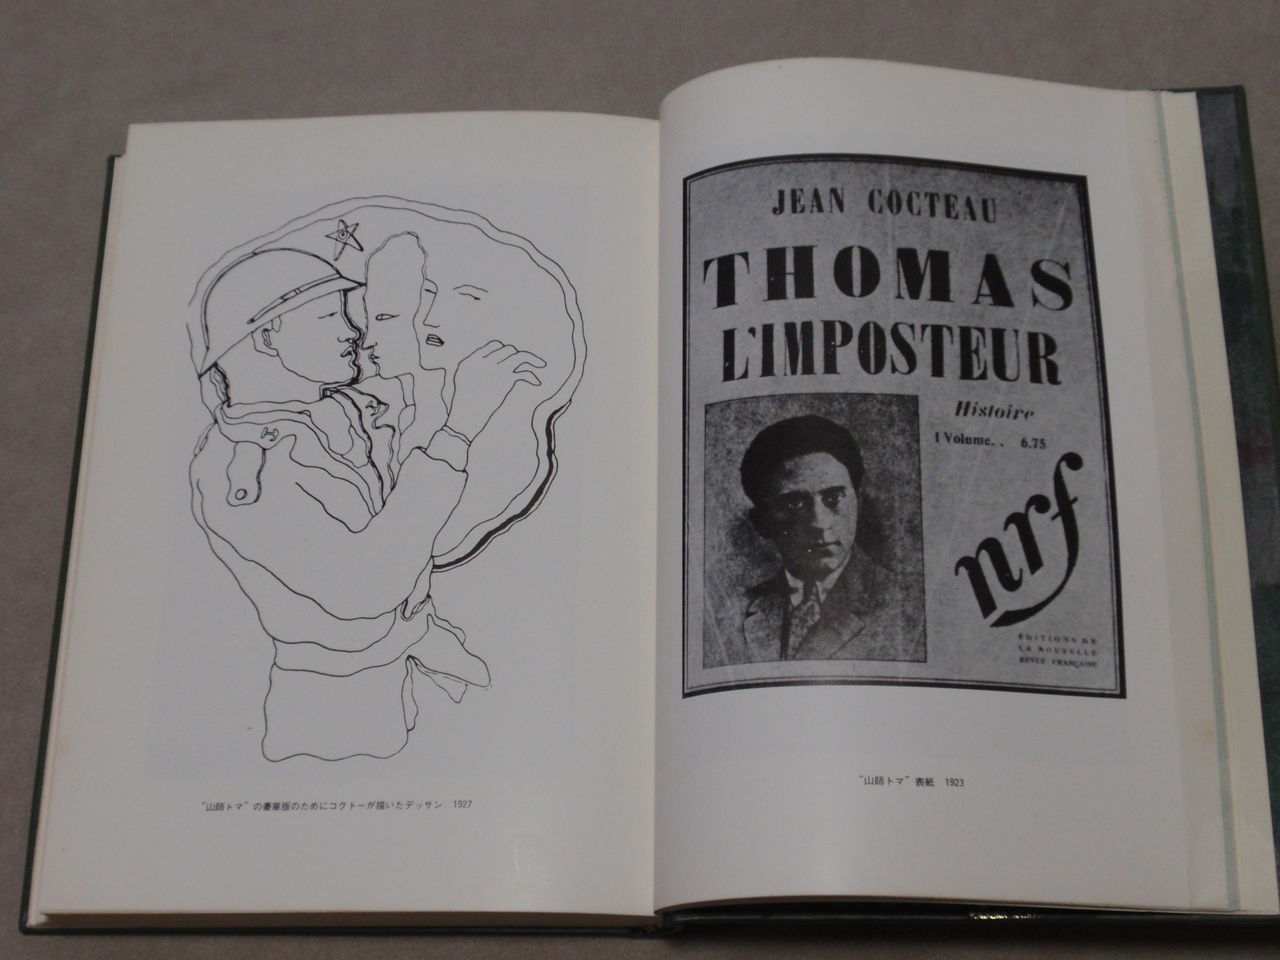 "山師トマ"の豪華版のためにコクトーが描いたデッサン　1927
JEAN COCTEAU
THOMAS
L'IMPOSTEUR
Histoire
1 Volume. . 6.75
nrf
ÉDITIONS DE
LA NOUVELLE
REVUE FRANÇAISE
"山師トマ" 表紙　1923